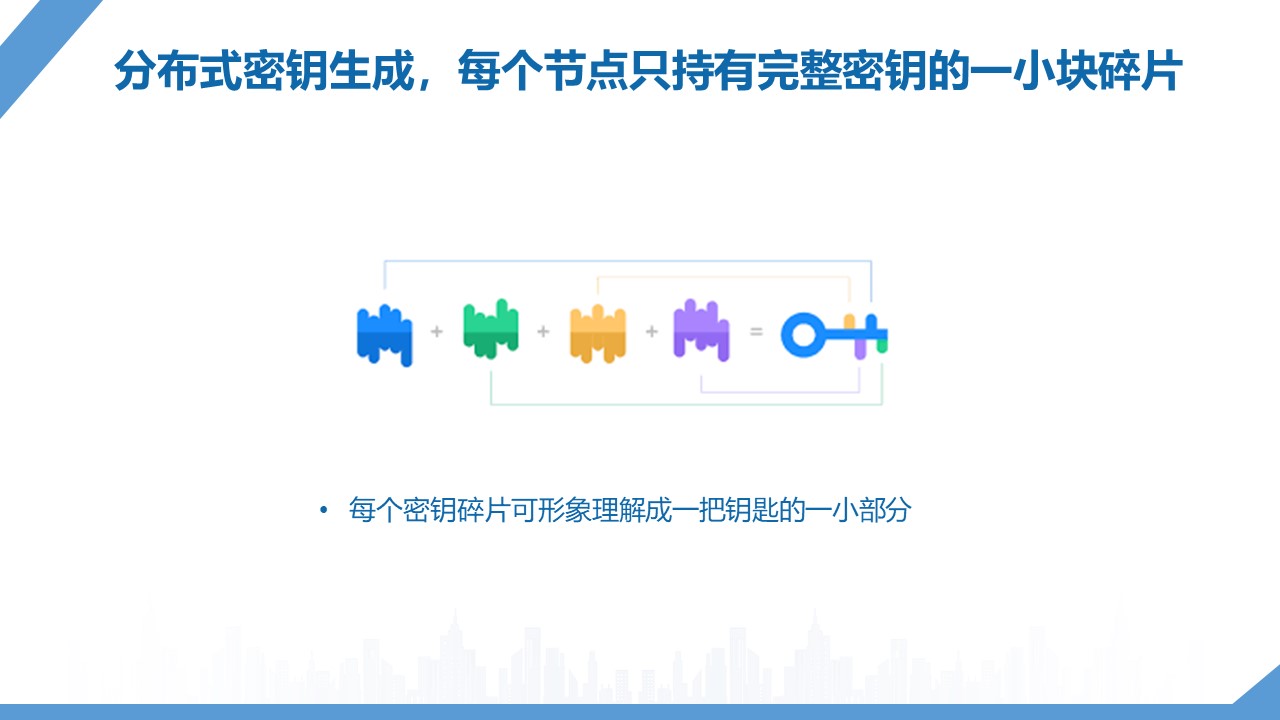 分布式密钥生成，每个节点只持有完整密钥的一小块碎片
+ + + =
• 每个密钥碎片可形象理解成一把钥匙的一小部分